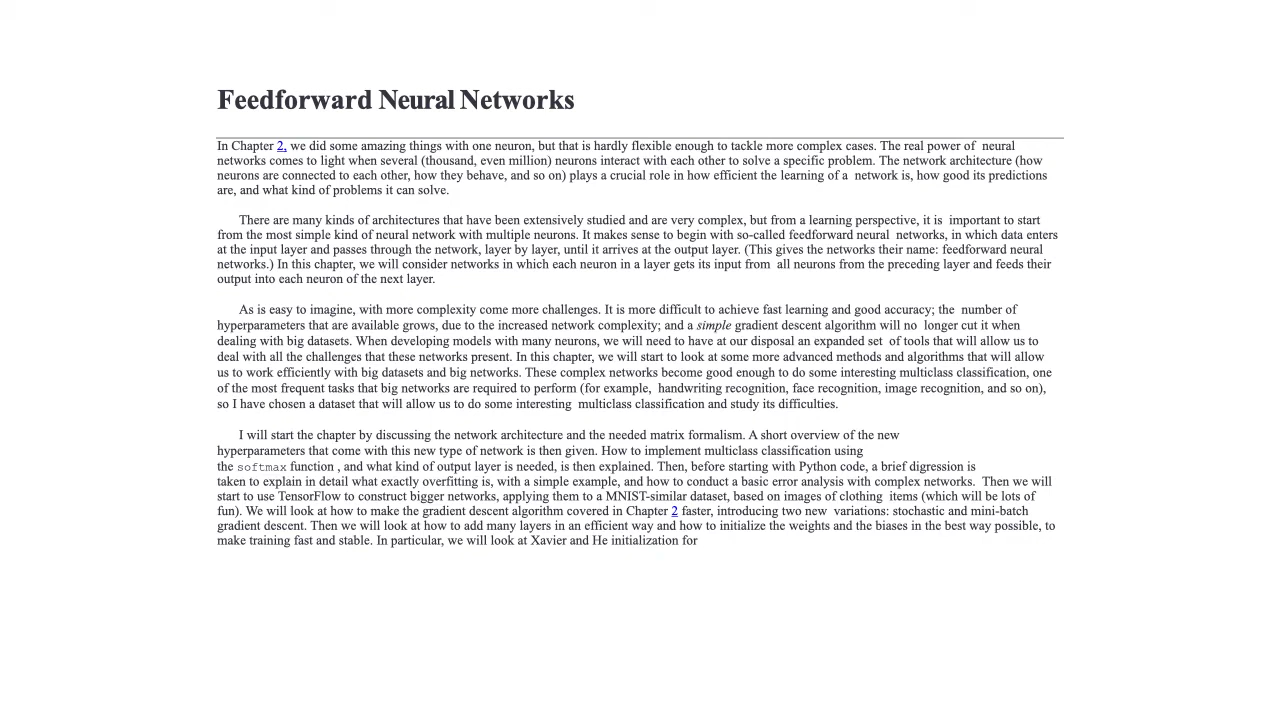 Feedforward Neural Networks
In Chapter 2, we did some amazing things with one neuron, but that is hardly flexible enough to tackle more complex cases. The real power of neural
networks comes to light when several (thousand, even million) neurons interact with each other to solve a specific problem. The network architecture (how
neurons are connected to each other, how they behave, and so on) plays a crucial role in how efficient the learning of a network is, how good its predictions
are, and what kind of problems it can solve.
There are many kinds of architectures that have been extensively studied and are very complex, but from a learning perspective, it is important to start
from the most simple kind of neural network with multiple neurons. It makes sense to begin with so-called feedforward neural networks, in which data enters
at the input layer and passes through the network, layer by layer, until it arrives at the output layer. (This gives the networks their name: feedforward neural
networks.) In this chapter, we will consider networks in which each neuron in a layer gets its input from all neurons from the preceding layer and feeds their
output into each neuron of the next layer.
As is easy to imagine, with more complexity come more challenges. It is more difficult to achieve fast learning and good accuracy; the number of
hyperparameters that are available grows, due to the increased network complexity; and a simple gradient descent algorithm will no longer cut it when
dealing with big datasets. When developing models with many neurons, we will need to have at our disposal an expanded set of tools that will allow us to
deal with all the challenges that these networks present. In this chapter, we will start to look at some more advanced methods and algorithms that will allow
us to work efficiently with big datasets and big networks. These complex networks become good enough to do some interesting multiclass classification, one
of the most frequent tasks that big networks are required to perform (for example, handwriting recognition, face recognition, image recognition, and so on),
so I have chosen a dataset that will allow us to do some interesting multiclass classification and study its difficulties.
I will start the chapter by discussing the network architecture and the needed matrix formalism. A short overview of the new
hyperparameters that come with this new type of network is then given. How to implement multiclass classification using
the softmax function , and what kind of output layer is needed, is then explained. Then, before starting with Python code, a brief digression is
taken to explain in detail what exactly overfitting is, with a simple example, and how to conduct a basic error analysis with complex networks. Then we will
start to use TensorFlow to construct bigger networks, applying them to a MNIST-similar dataset, based on images of clothing items (which will be lots of
fun). We will look at how to make the gradient descent algorithm covered in Chapter 2 faster, introducing two new variations: stochastic and mini-batch
gradient descent. Then we will look at how to add many layers in an efficient way and how to initialize the weights and the biases in the best way possible, to
make training fast and stable. In particular, we will look at Xavier and He initialization for